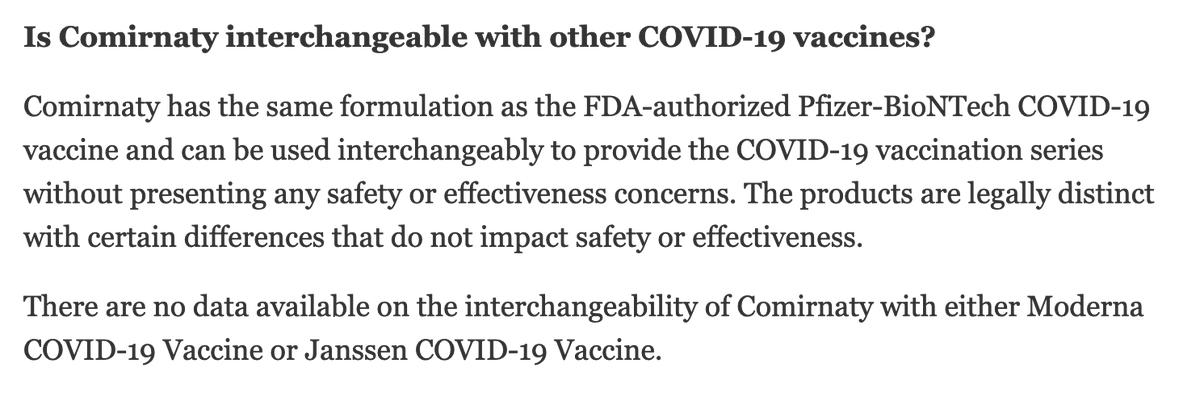 Is Comirnaty interchangeable with other COVID-19 vaccines?
Comirnaty has the same formulation as the FDA-authorized Pfizer-BioNTech COVID-19
vaccine and can be used interchangeably to provide the COVID-19 vaccination series
without presenting any safety or effectiveness concerns. The products are legally distinct
with certain differences that do not impact safety or effectiveness.
There are no data available on the interchangeability of Comirnaty with either Moderna
COVID-19 Vaccine or Janssen COVID-19 Vaccine.